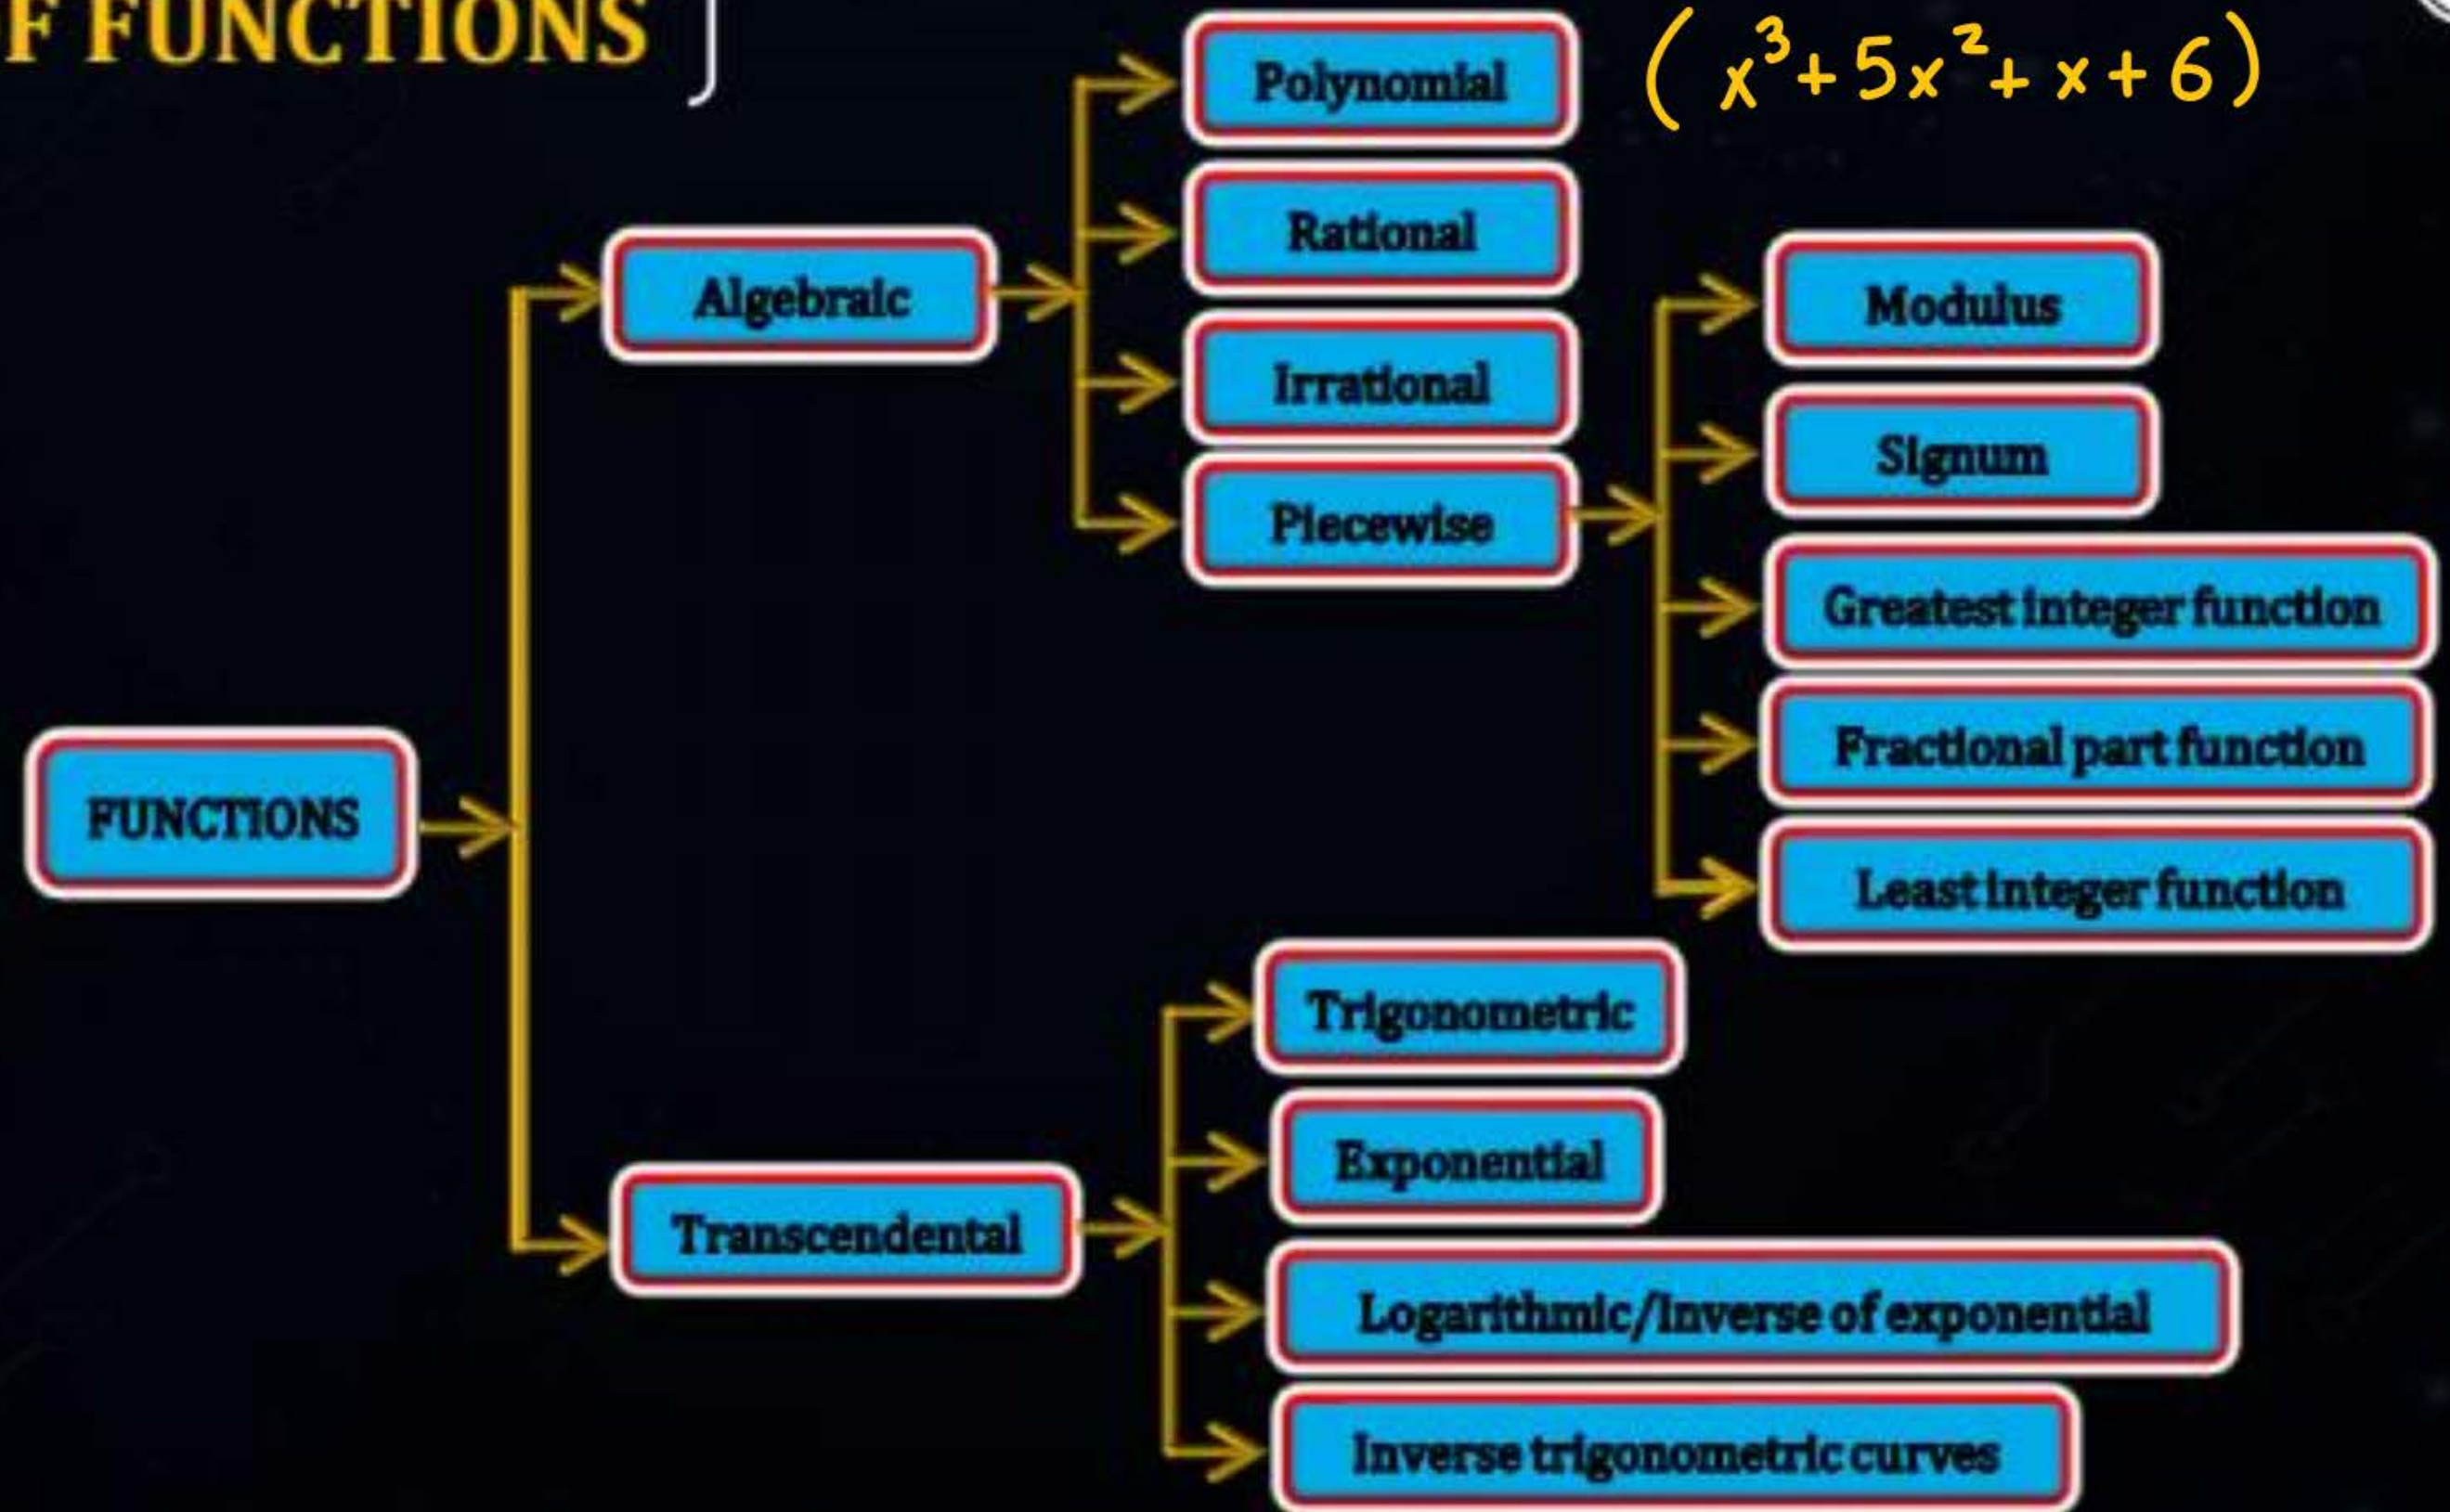 F FUNCTIONS
Polynomial
(x³+5x²+x+6)
Rational
Algebraic
Modulus
Irrational
Signum
Piecewise
Greatest integer function
Fractional part function
FUNCTIONS
Least integer function
Trigonometric
Exponential
Transcendental
Logarithmic/Inverse of exponential
Inverse trigonometric curves